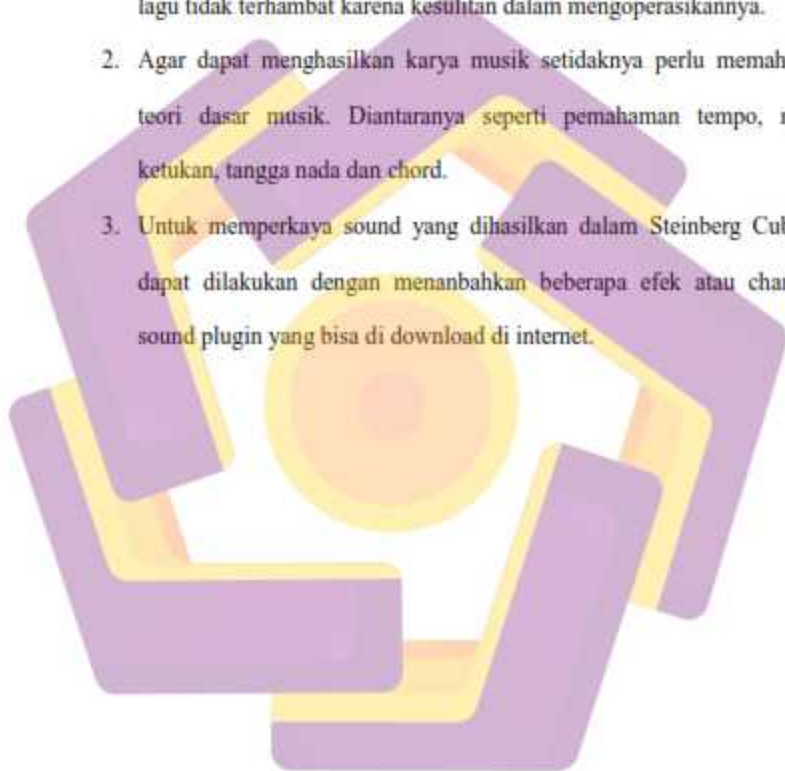 lagu tidak terhambat karena kesulitan dalam mengoperasikannya.
2. Agar dapat menghasilkan karya musik setidaknya perlu memah
teori dasar musik. Diantaranya seperti pemahaman tempo,
ketukan, tangga nada dan chord.
3. Untuk memperkaya sound yang dihasilkan dalam Steinberg Cub
dapat dilakukan dengan menanbahkan beberapa efek atau chan
sound plugin yang bisa di download di internet.